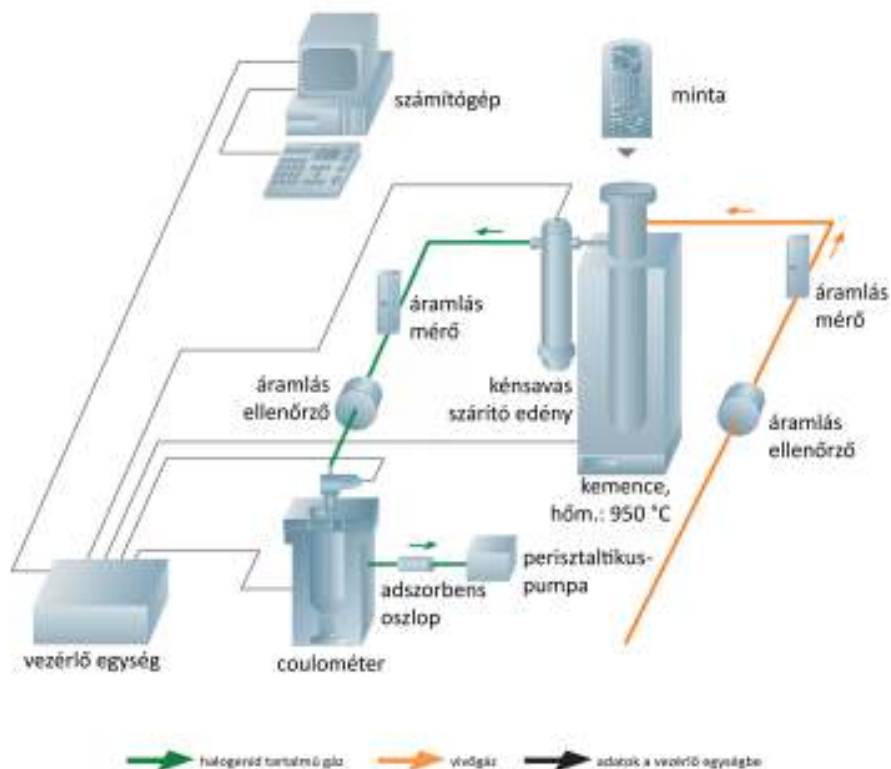 számítógép
minta
áramlás
mérő
áramlás
mérő
áramlás
ellenőrző
kénsavas
szárító edény
áramlás
ellenőrző
kemence,
hőm.: 950 °C
perisztaltikus-
pumpa
adszorbens
oszlop
vezérlő egység
coulométer
halogenid tartalmú gáz
vivőgáz
adatok a vezérlő egységbe